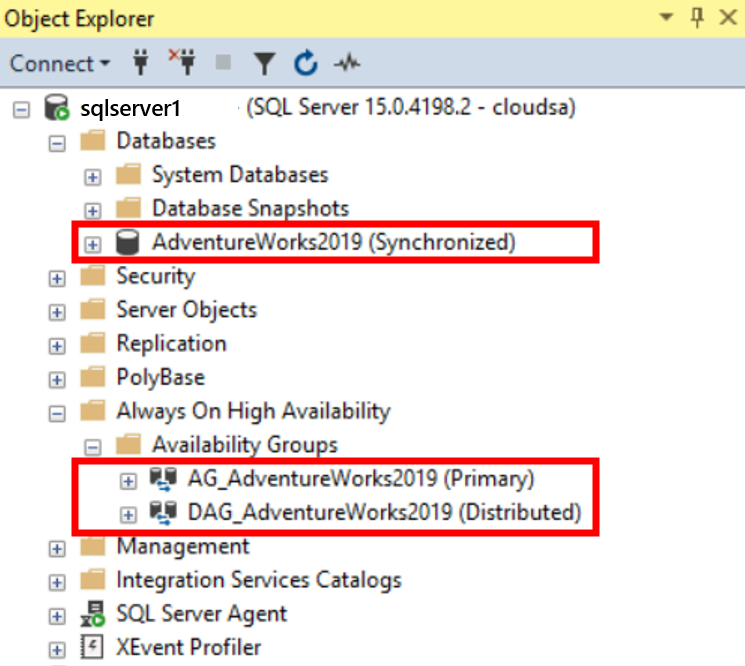 Object Explorer
Connect
sqlserver1 (SQL Server 15.0.4198.2 - cloudsa)
Databases
System Databases
Database Snapshots
AdventureWorks2019 (Synchronized)
Security
Server Objects
Replication
PolyBase
Always On High Availability
Availability Groups
AG_AdventureWorks2019 (Primary)
DAG_AdventureWorks2019 (Distributed)
Management
Integration Services Catalogs
SQL Server Agent
XEvent Profiler